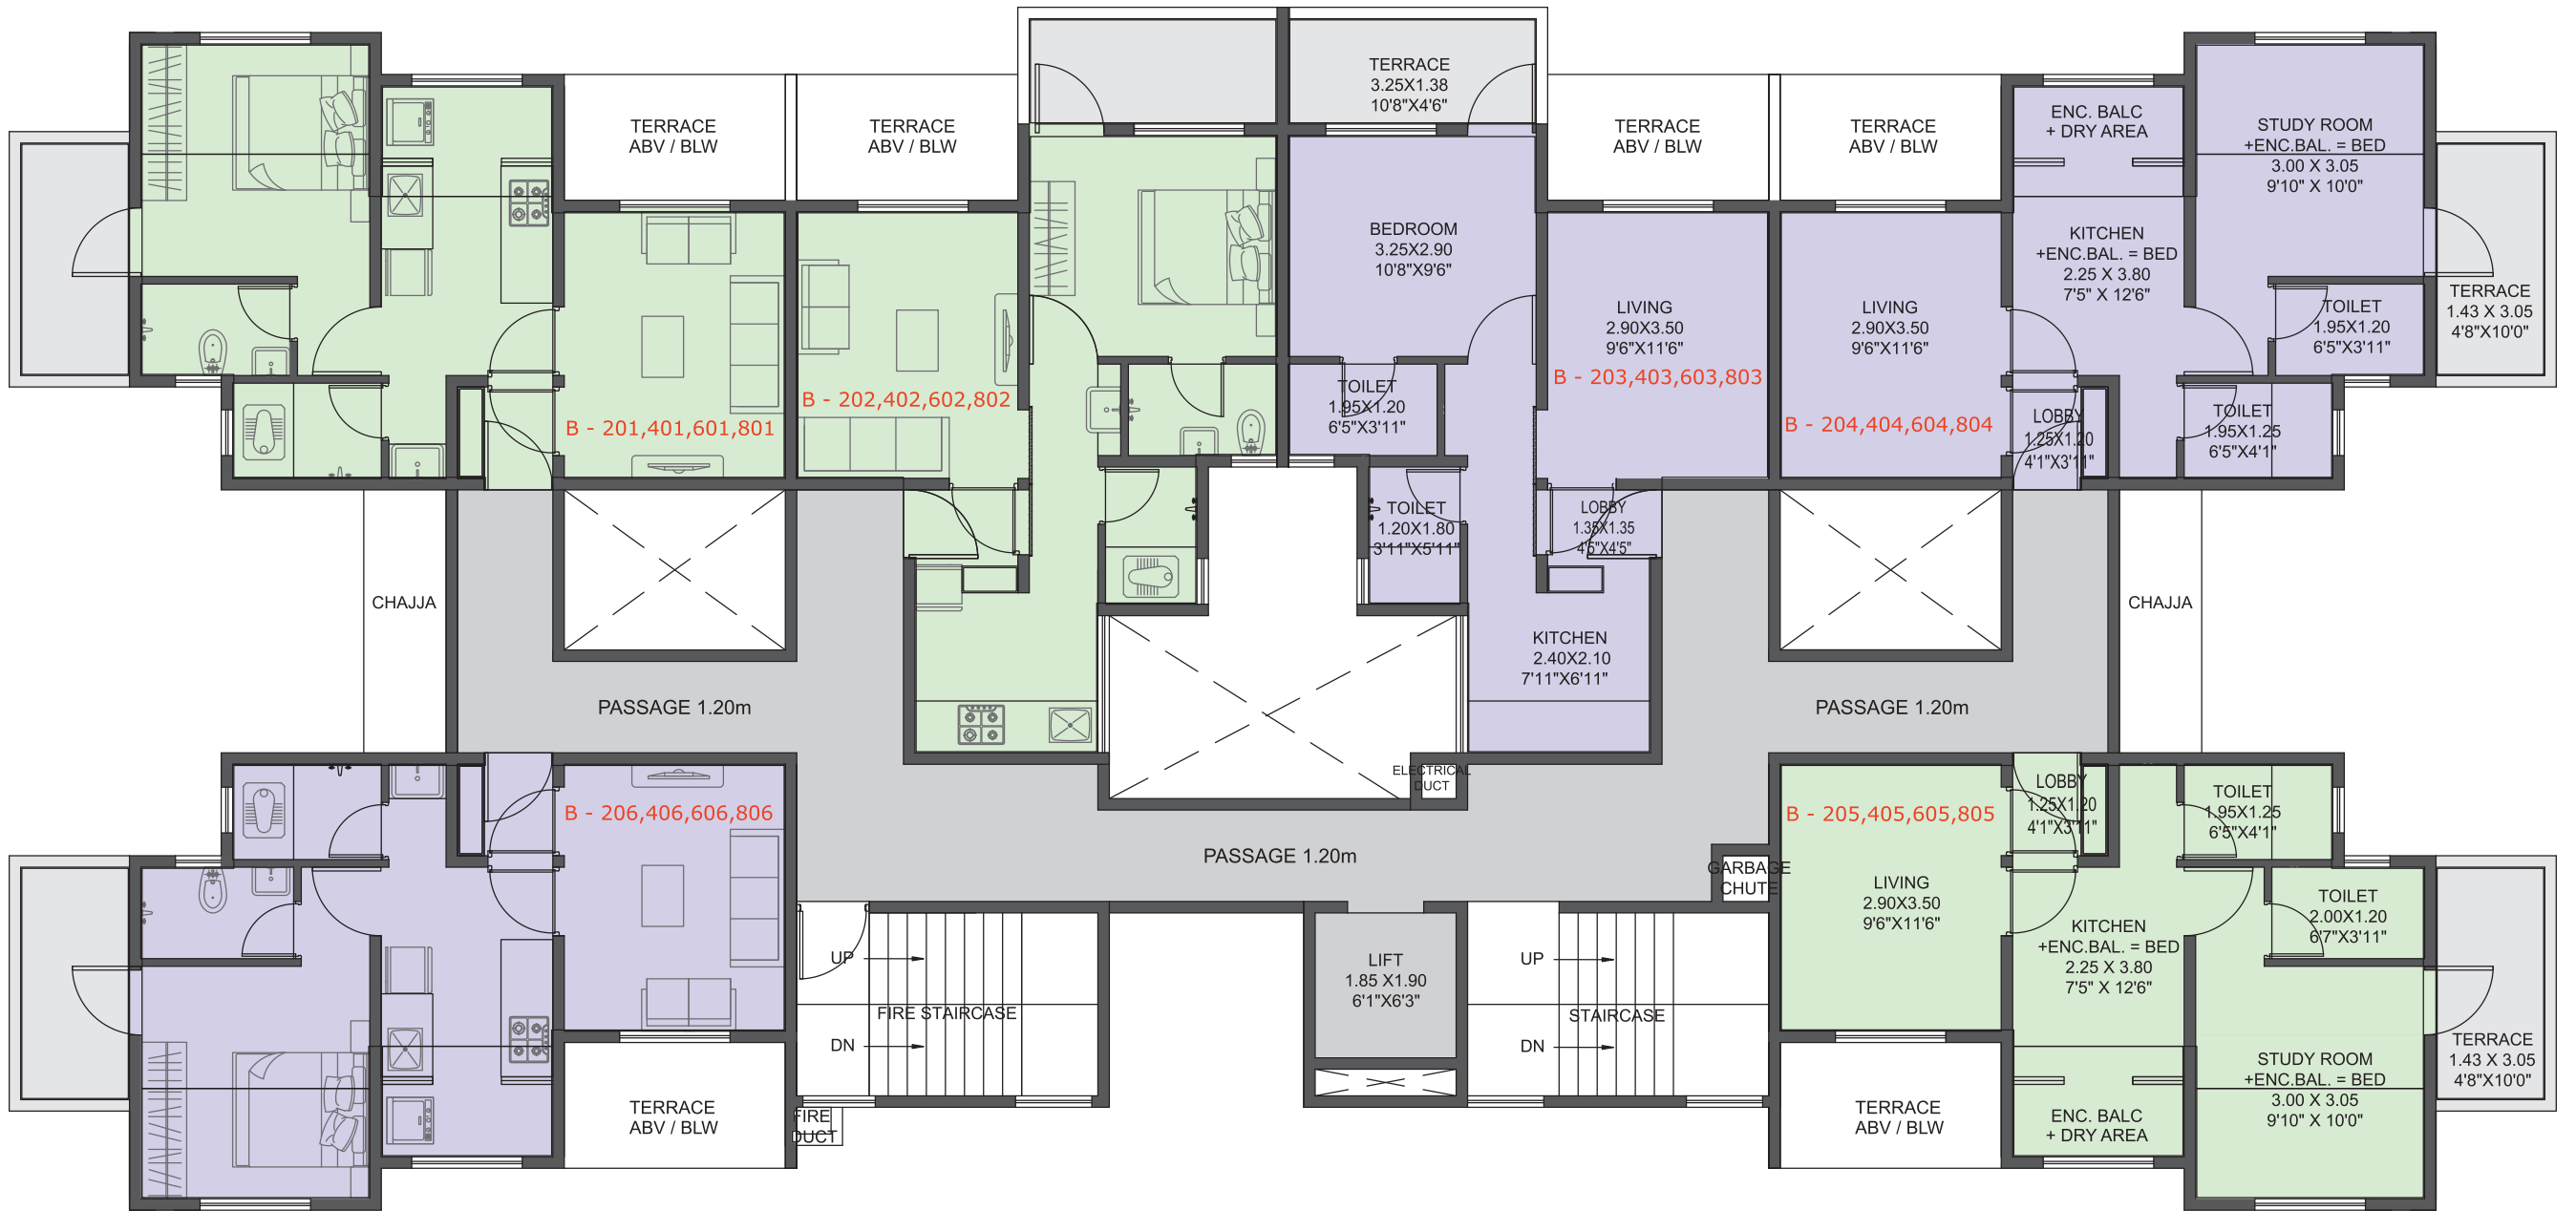 TERRACE
3.25X1.38
10'8"X4'6"
TERRACE
ABV / BLW
TERRACE
ABV / BLW
TERRACE
ABV / BLW
TERRACE
ABV / BLW
ENC. BALC
+ DRY AREA
STUDY ROOM
+ENC.BAL. = BED
3.00 X 3.05
9'10" X 10'0"
BEDROOM
3.25X2.90
10'8"X9'6"
KITCHEN
+ENC.BAL. = BED
2.25 X 3.80
7'5" X 12'6"
LIVING
2.90X3.50
9'6"X11'6"
LIVING
2.90X3.50
9'6"X11'6"
TOILET
1.95X1.20
6'5"X3'11"
TERRACE
1.43 X 3.05
4'8"X10'0"
B - 201,401,601,801
B - 202,402,602,802
B - 203,403,603,803
B - 204,404,604,804
TOILET
1.95X1.20
6'5"X3'11"
LOBBY
1.25X1.20
4'1"X3'11"
TOILET
1.95X1.25
6'5"X4'1"
TOILET
1.20X1.80
3'11"X5'11"
LOBBY
1.35X1.35
4'5"X4'5"
CHAJJA
CHAJJA
KITCHEN
2.40X2.10
7'11"X6'11"
PASSAGE 1.20m
PASSAGE 1.20m
ELECTRICAL
DUCT
B - 206,406,606,806
B - 205,405,605,805
LOBBY
1.25X1.20
4'1"X3'11"
TOILET
1.95X1.25
6'5"X4'1"
PASSAGE 1.20m
GARBAGE
CHUTE
LIVING
2.90X3.50
9'6"X11'6"
TOILET
2.00X1.20
6'7"X3'11"
KITCHEN
+ENC.BAL. = BED
2.25 X 3.80
7'5" X 12'6"
UP
FIRE STAIRCASE
DN
LIFT
1.85 X1.90
6'1"X6'3"
UP
STAIRCASE
DN
TERRACE
1.43 X 3.05
4'8"X10'0"
STUDY ROOM
+ENC.BAL. = BED
3.00 X 3.05
9'10" X 10'0"
TERRACE
ABV / BLW
FIRE
DUCT
TERRACE
ABV / BLW
ENC. BALC
+ DRY AREA